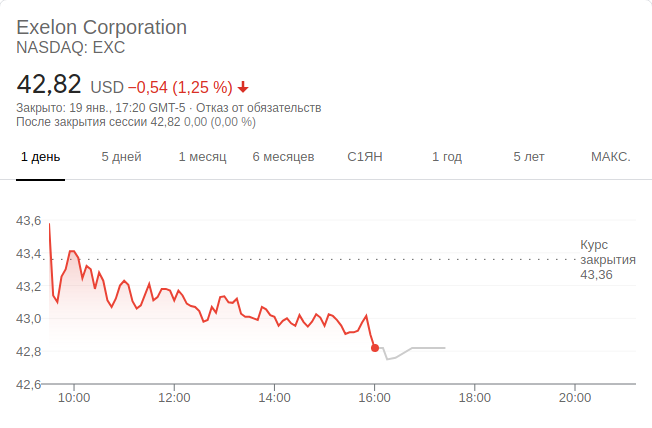 Exelon Corporation
NASDAQ: EXC
42,82 USD −0,54 (1,25 %)
Закрыто: 19 янв., 17:20 GMT-5 · Отказ от обязательств
После закрытия сессии 42,82 0,00 (0,00 %)
1 день 5 дней 1 месяц 6 месяцев С1ЯН 1 год 5 лет МАКС.
43,6
43,4
43,2
43,0
42,8
42,6
Курс
закрытия
43,36
10:00 12:00 14:00 16:00 18:00 20:00